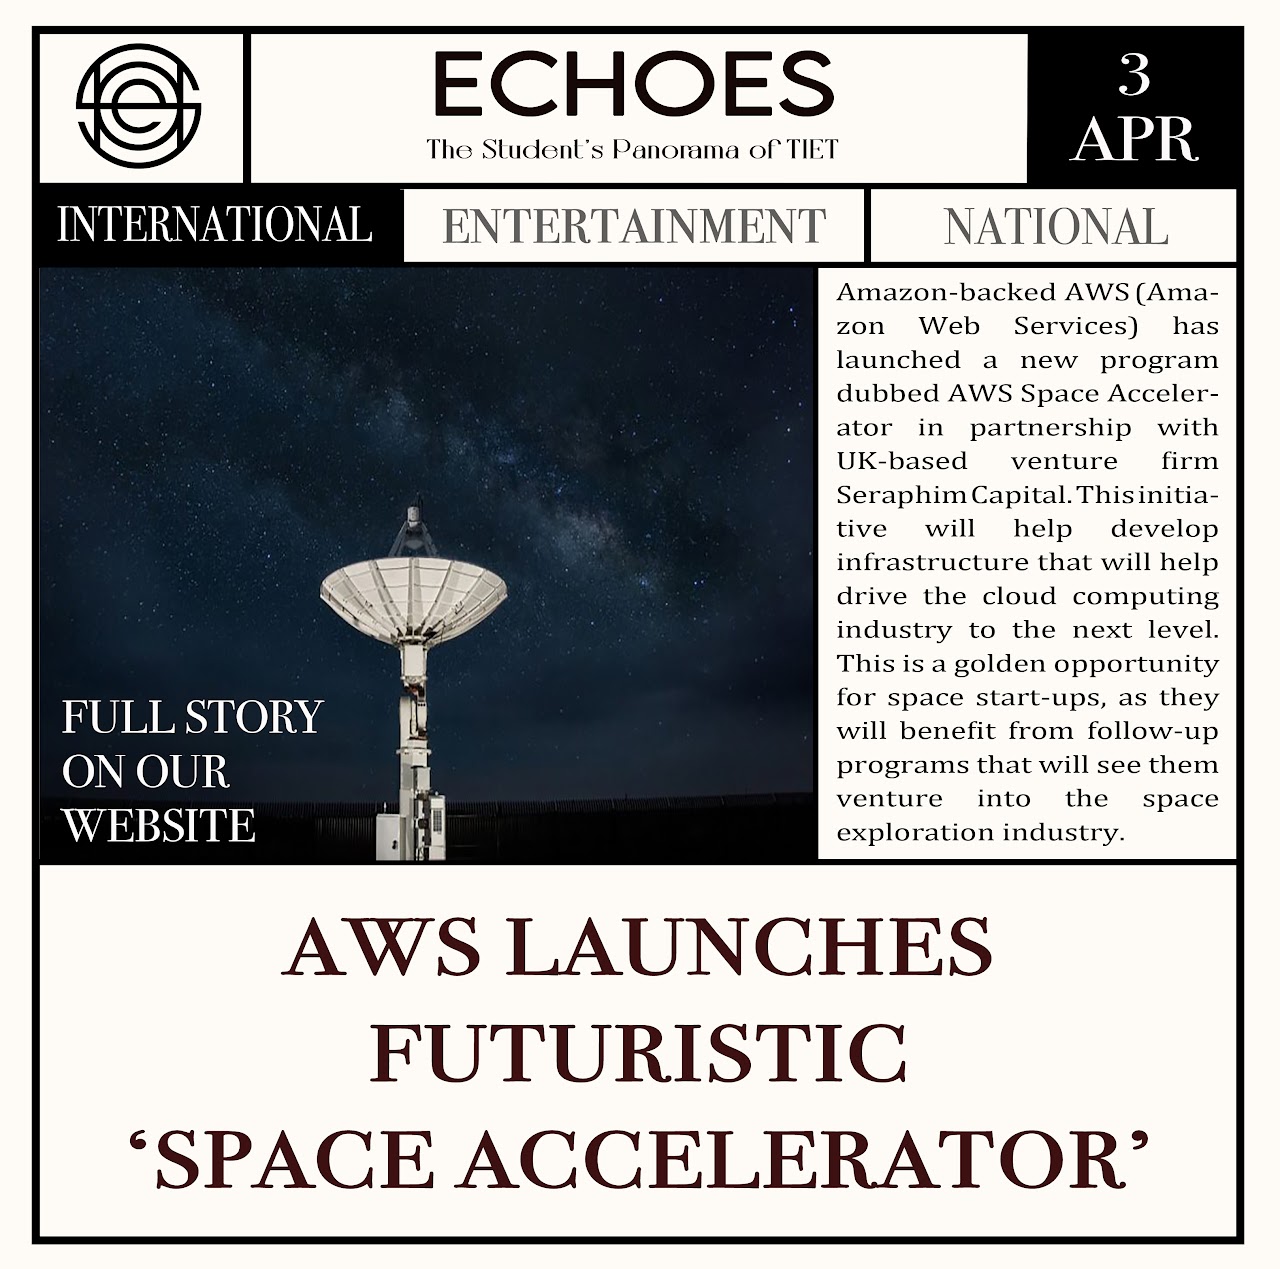 ECHOES
The Student's Panorama of TIET
3
APR
INTERNATIONAL
ENTERTAINMENT
NATIONAL
Amazon-backed AWS (Ama-
zon Web Services) has
launched a new program
dubbed AWS Space Acceler-
ator in partnership with
UK-based venture firm
Seraphim Capital. This initia-
tive will help develop
infrastructure that will help
drive the cloud computing
industry to the next level.
This is a golden opportunity
for space start-ups, as they
will benefit from follow-up
programs that will see them
venture into the space
exploration industry.
FULL STORY
ON OUR
WEBSITE
AWS LAUNCHES
FUTURISTIC
‘SPACE ACCELERATOR’